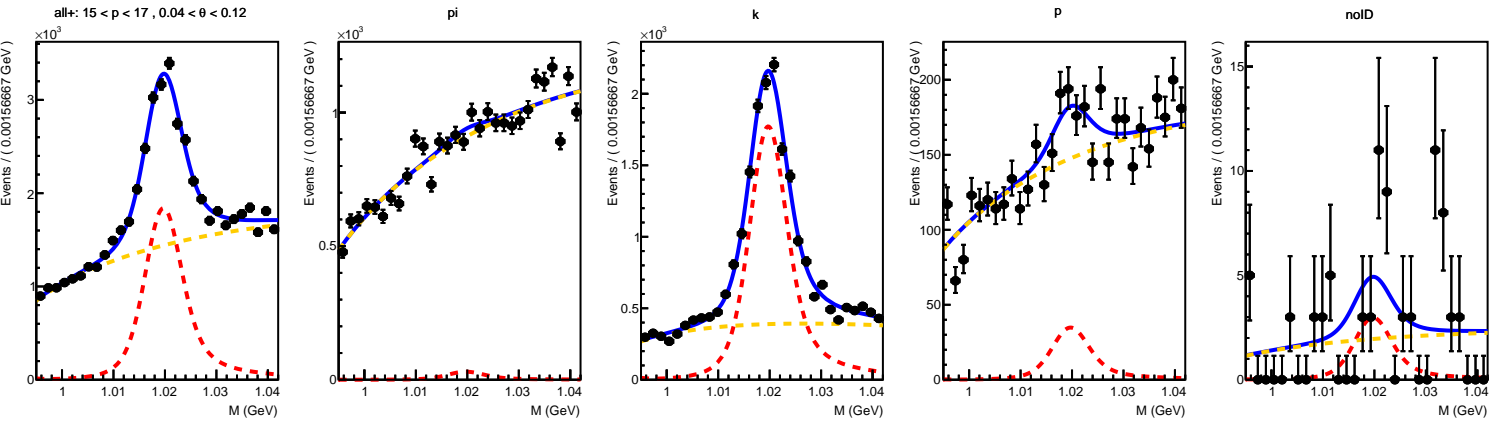 all+: 15 < p < 17 , 0.04 < θ < 0.12
×10³
Events / ( 0.00156667 GeV )
3
2
1
0
1 1.01 1.02 1.03 1.04
M (GeV)
pi
×10³
Events / ( 0.00156667 GeV )
1
0.5
0
1 1.01 1.02 1.03 1.04
M (GeV)
k
×10³
Events / ( 0.00156667 GeV )
2
1.5
1
0.5
0
1 1.01 1.02 1.03 1.04
M (GeV)
p
Events / ( 0.00156667 GeV )
200
150
100
50
0
1 1.01 1.02 1.03 1.04
M (GeV)
noID
Events / ( 0.00156667 GeV )
15
10
5
0
1 1.01 1.02 1.03 1.04
M (GeV)